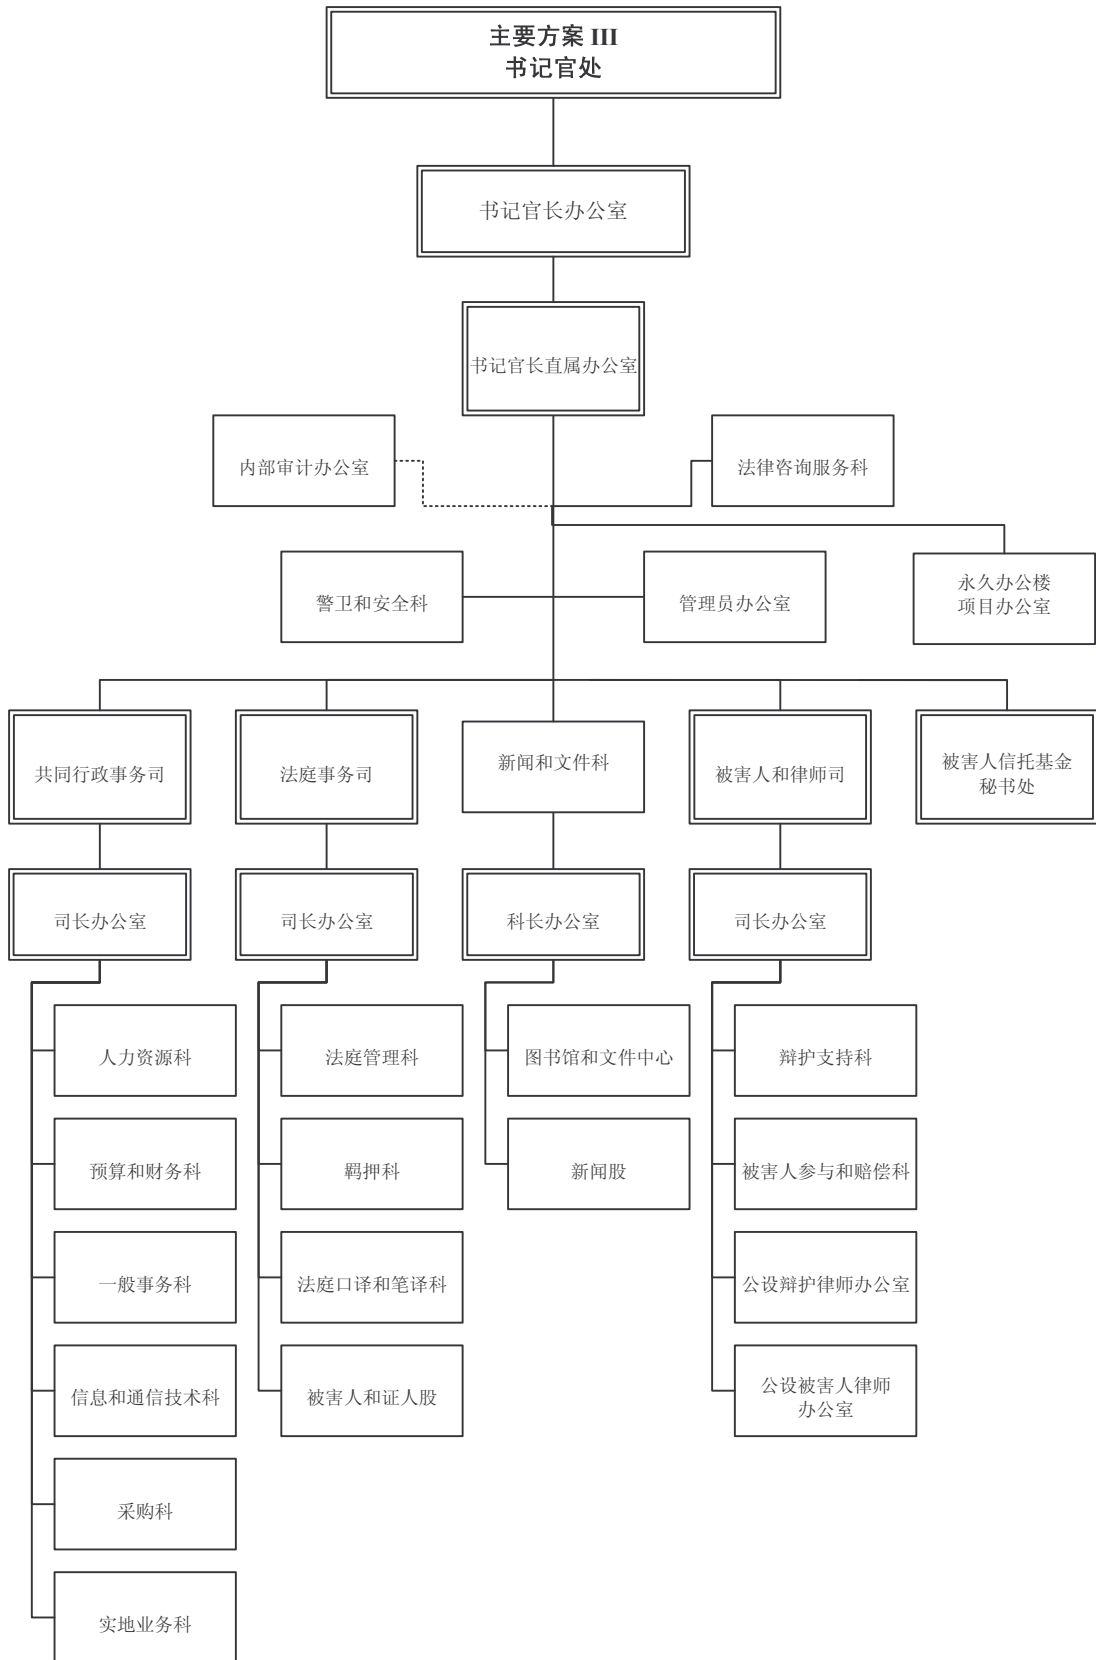 主要方案 III
书记官处
书记官长办公室
书记官长直属办公室
内部审计办公室
法律咨询服务科
警卫和安全科
管理员办公室
永久办公楼
项目办公室
共同行政事务司
法庭事务司
新闻和文件科
被害人和律师司
被害人信托基金
秘书处
司长办公室
司长办公室
科长办公室
司长办公室
人力资源科
法庭管理科
图书馆和文件中心
辩护支持科
预算和财务科
羁押科
新闻股
被害人参与和赔偿科
一般事务科
法庭口译和笔译科
公设辩护律师办公室
信息和通信技术科
被害人和证人股
公设被害人律师
办公室
采购科
实地业务科